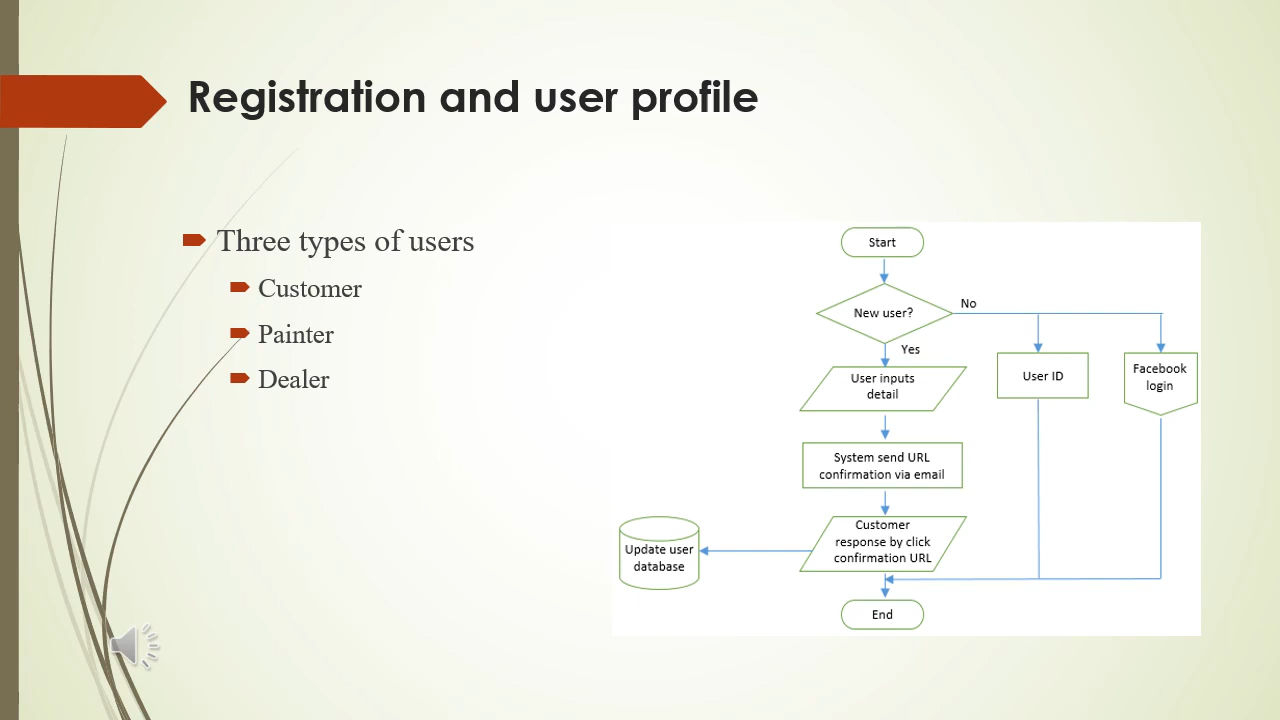 Registration and user profile
Three types of users
Customer
Painter
Dealer
Start
New user?
No
Yes
User inputs
detail
User ID
Facebook
login
System send URL
confirmation via email
Customer
response by click
confirmation URL
Update user
database
End